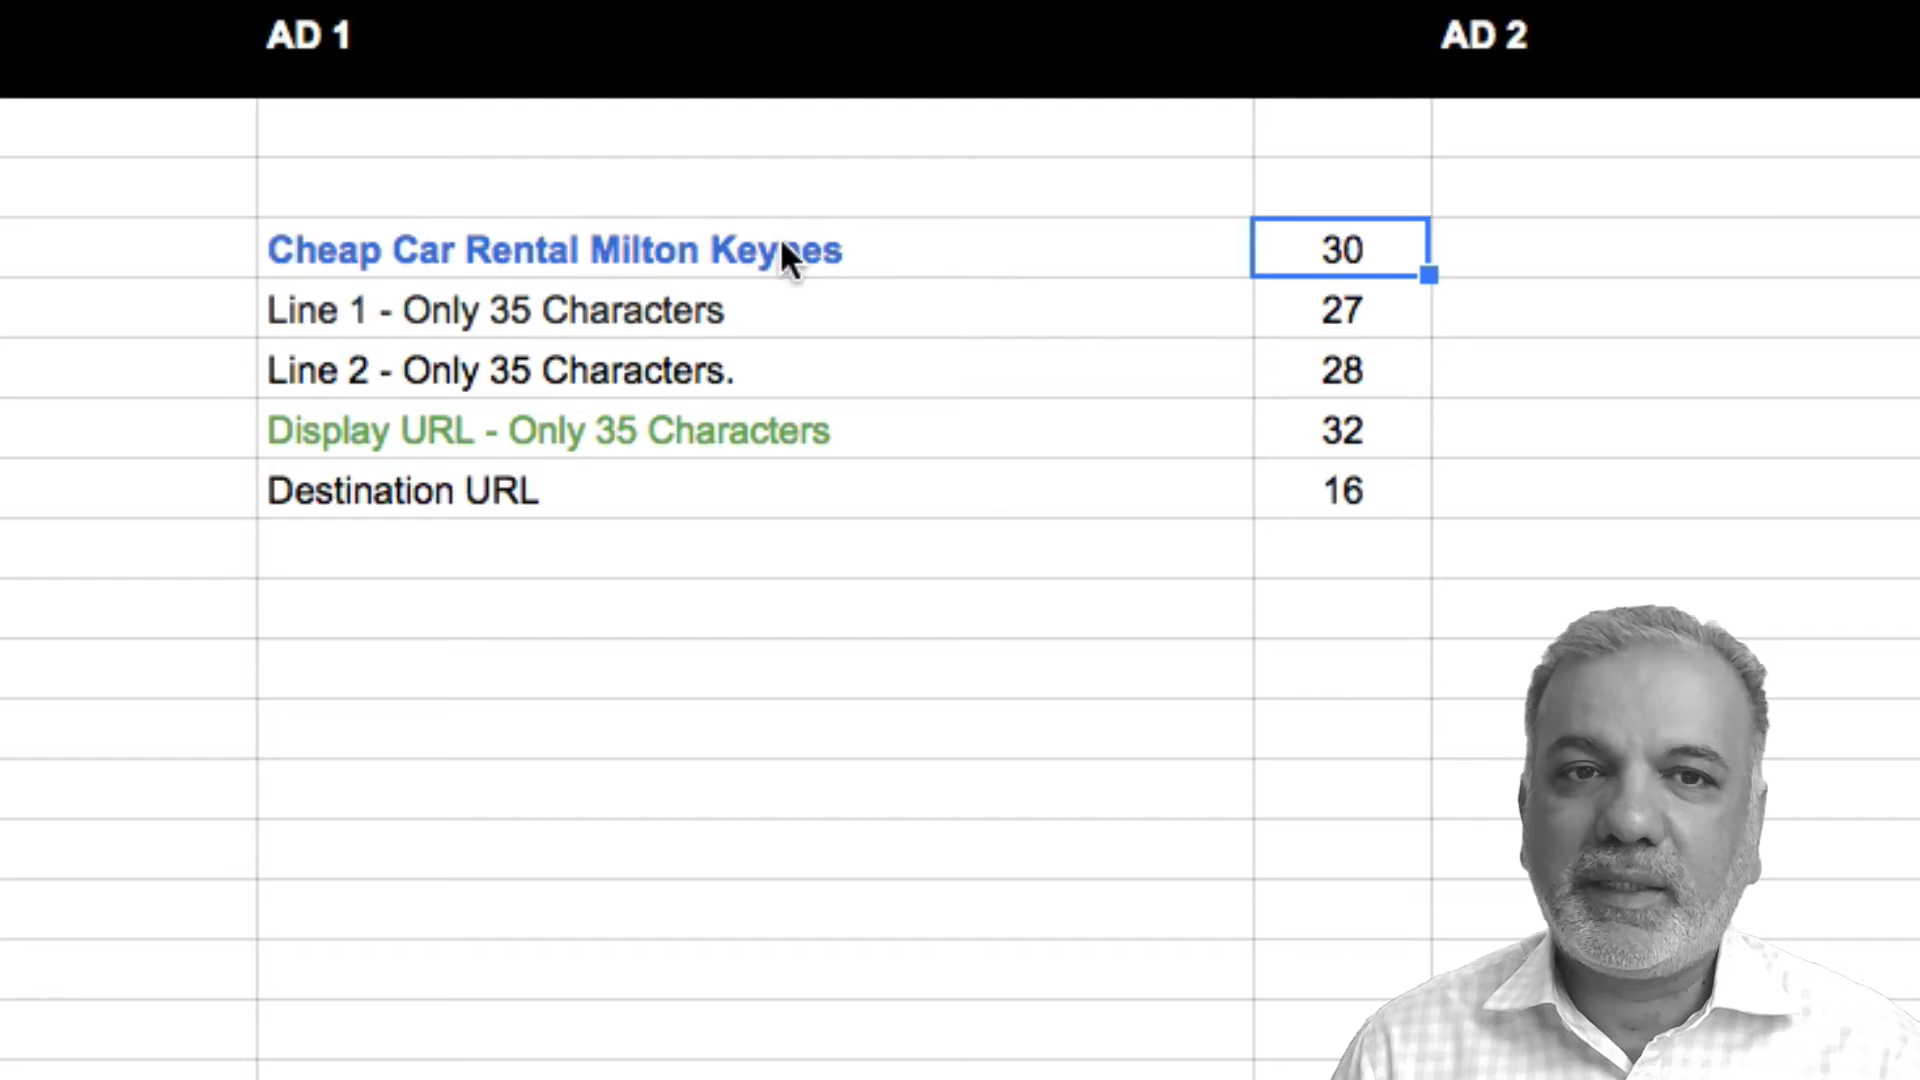 AD 1 AD 2
Cheap Car Rental Milton Keynes 30
Line 1 - Only 35 Characters 27
Line 2 - Only 35 Characters. 28
Display URL - Only 35 Characters 32
Destination URL 16